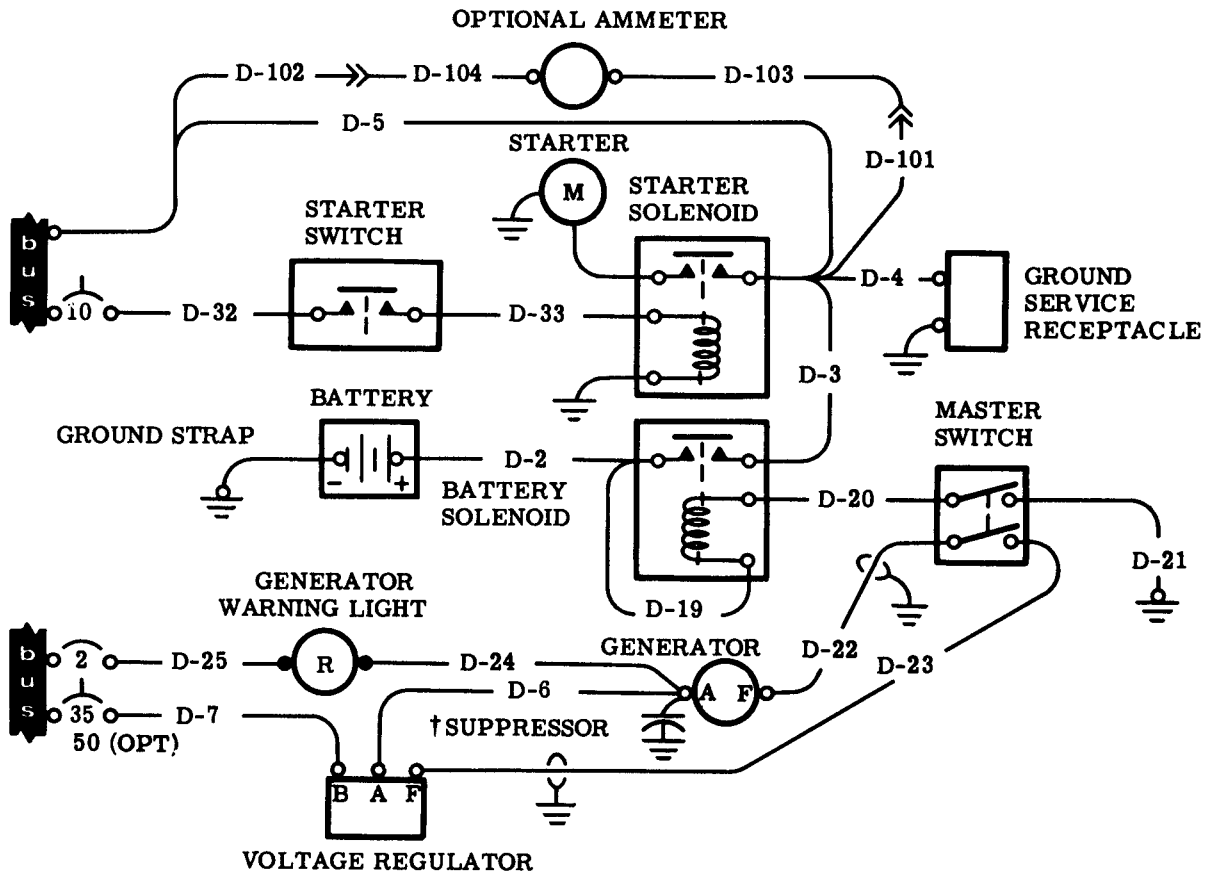 OPTIONAL AMMETER
D-102
D-104
D-103
D-5
STARTER
D-101
M
STARTER
SOLENOID
STARTER
SWITCH
bus
10
D-32
D-33
D-4
GROUND
SERVICE
RECEPTACLE
D-3
BATTERY
MASTER
SWITCH
GROUND STRAP
D-2
- +
BATTERY
SOLENOID
D-20
D-21
D-19
GENERATOR
WARNING LIGHT
GENERATOR
D-22
D-23
bus
2
D-25
R
D-24
D-6
A F
35
D-7
50 (OPT)
†SUPPRESSOR
B A F
VOLTAGE REGULATOR